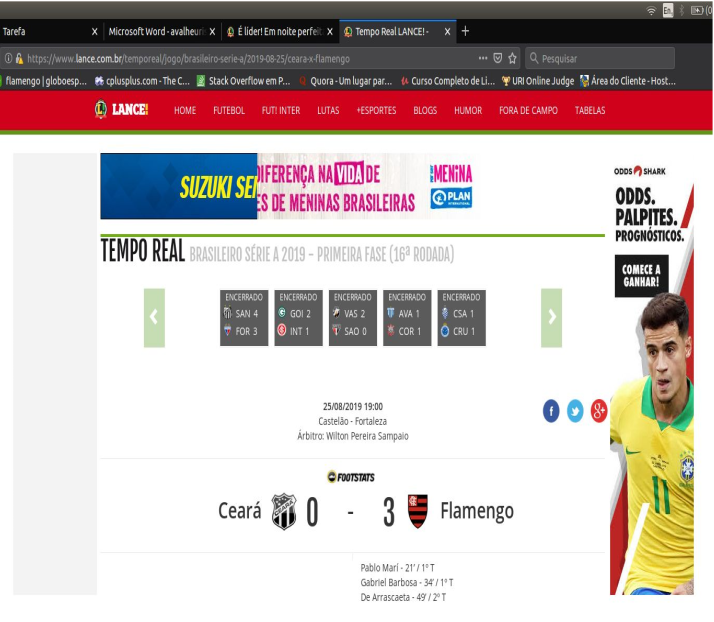 En
Tarefa
Microsoft Word - avalheuri
É líder! Em noite perfei
Tempo Real LANCE! -
https://www.lance.com.br/temporeal/jogo/brasileiro-serie-a/2019-08-25/ceara-x-flamengo
Pesquisar
flamengo | globoesp...
cplusplus.com - The C...
Stack Overflow em P...
Quora - Um lugar par...
Curso Completo de Li...
URI Online Judge
Área do Cliente - Host...
LANCE!
HOME
FUTEBOL
FUT! INTER
LUTAS
+ESPORTES
BLOGS
HUMOR
FORA DE CAMPO
TABELAS
SUZUKI SE
DIFERENÇA NA VIDA DE
ES DE MENINAS BRASILEIRAS
MENINA
PLAN
INTERNATIONAL
ODDS SHARK
ODDS.
PALPITES.
PROGNÓSTICOS.
COMECE A
GANHAR!
11
TEMPO REAL BRASILEIRO SÉRIE A 2019 - PRIMEIRA FASE (16ª RODADA)
ENCERRADO
SAN 4
FOR 3
ENCERRADO
GOI 2
INT 1
ENCERRADO
VAS 2
SAO 0
ENCERRADO
AVA 1
COR 1
ENCERRADO
CSA 1
CRU 1
25/08/2019 19:00
Castelão - Fortaleza
Árbitro: Wilton Pereira Sampaio
FOOTSTATS
Ceará 0 - 3 Flamengo
Pablo Marí - 21' / 1º T
Gabriel Barbosa - 34' / 1º T
De Arrascaeta - 49' / 2º T